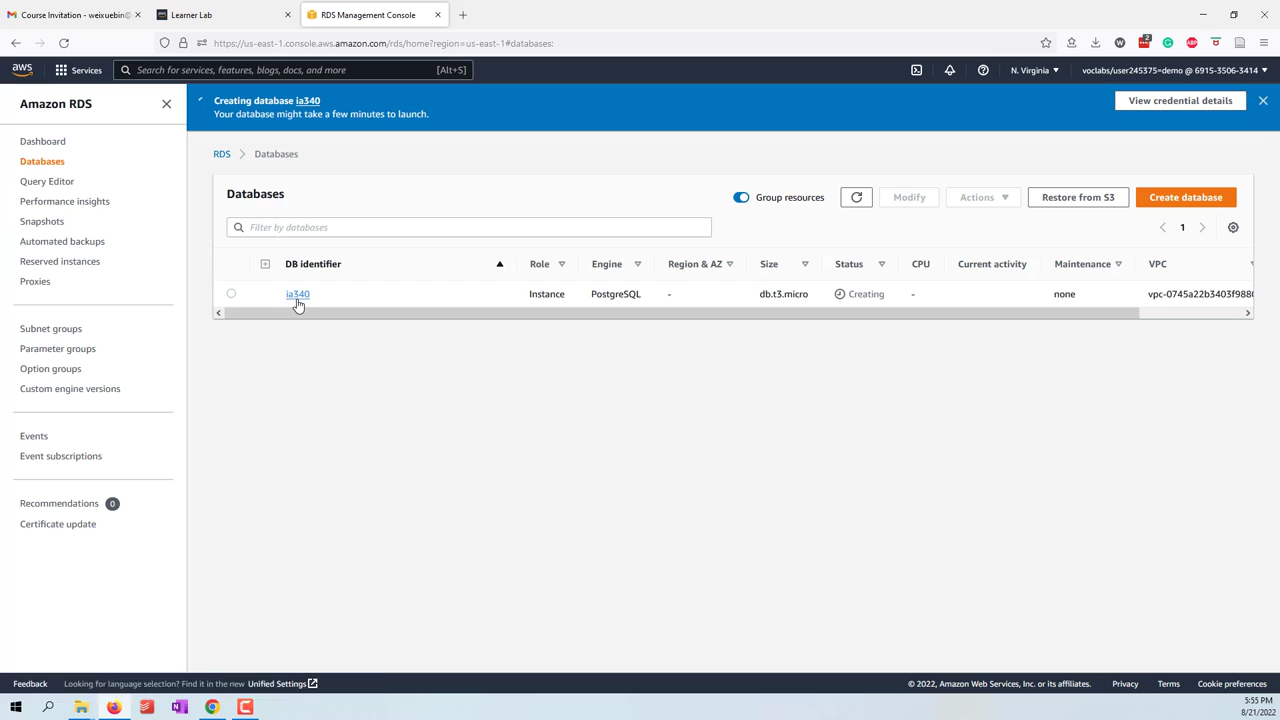 Course Invitation - weixuebin@
Learner Lab
RDS Management Console
https://us-east-1.console.aws.amazon.com/rds/home?region=us-east-1#databases:
2
aws
Services
Search for services, features, blogs, docs, and more
[Alt+S]
N. Virginia
voclabs/user245375=demo @ 6915-3506-3414
Amazon RDS
Creating database ia340
Your database might take a few minutes to launch.
View credential details
Dashboard
Databases
Query Editor
Performance insights
Snapshots
Automated backups
Reserved instances
Proxies
Subnet groups
Parameter groups
Option groups
Custom engine versions
Events
Event subscriptions
Recommendations 0
Certificate update
RDS > Databases
Databases
Group resources
Modify
Actions
Restore from S3
Create database
Filter by databases
1
DB identifier Role Engine Region & AZ Size Status CPU Current activity Maintenance VPC
ia340 Instance PostgreSQL - db.t3.micro Creating - none vpc-0745a22b3403f988
Feedback
Looking for language selection? Find it in the new Unified Settings
© 2022, Amazon Web Services, Inc. or its affiliates.
Privacy
Terms
Cookie preferences
5:55 PM
8/21/2022